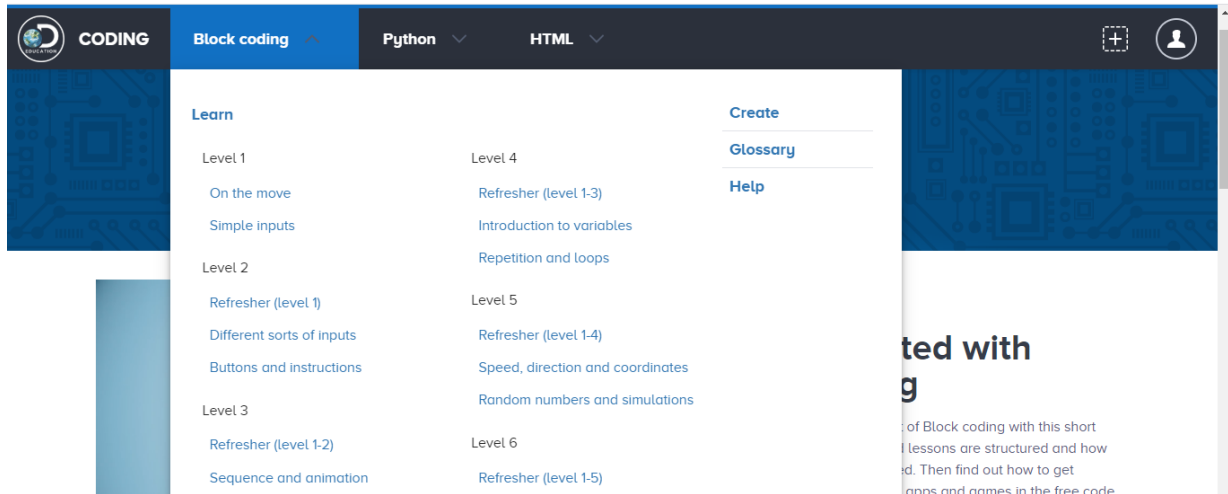 EDUCATION
CODING
Block coding
Python
HTML
Learn
Level 1
On the move
Simple inputs
Level 2
Refresher (level 1)
Different sorts of inputs
Buttons and instructions
Level 3
Refresher (level 1-2)
Sequence and animation
Level 4
Refresher (level 1-3)
Introduction to variables
Repetition and loops
Level 5
Refresher (level 1-4)
Speed, direction and coordinates
Random numbers and simulations
Level 6
Refresher (level 1-5)
Create
Glossary
Help
ted with
g
of Block coding with this short
lessons are structured and how
ed. Then find out how to get
apps and games in the free code